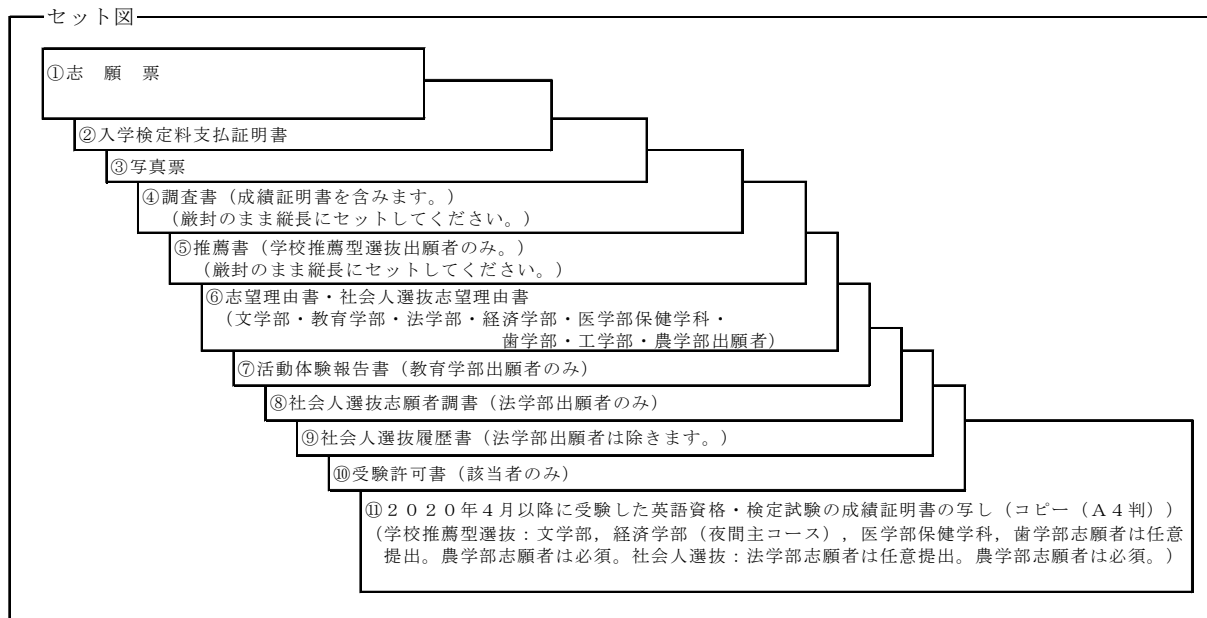 セット図
①志　願　票
②入学検定料支払証明書
③写真票
④調査書（成績証明書を含みます。）
（厳封のまま縦長にセットしてください。）
⑤推薦書（学校推薦型選抜出願者のみ。）
（厳封のまま縦長にセットしてください。）
⑥志望理由書・社会人選抜志望理由書
（文学部・教育学部・法学部・経済学部・医学部保健学科・
歯学部・工学部・農学部出願者）
⑦活動体験報告書（教育学部出願者のみ）
⑧社会人選抜志願者調書（法学部出願者のみ）
⑨社会人選抜履歴書（法学部出願者は除きます。）
⑩受験許可書（該当者のみ）
⑪２０２０年４月以降に受験した英語資格・検定試験の成績証明書の写し（コピー（Ａ４判））
（学校推薦型選抜：文学部，経済学部（夜間主コース），医学部保健学科，歯学部志願者は任意
提出。農学部志願者は必須。社会人選抜：法学部志願者は任意提出。農学部志願者は必須。）